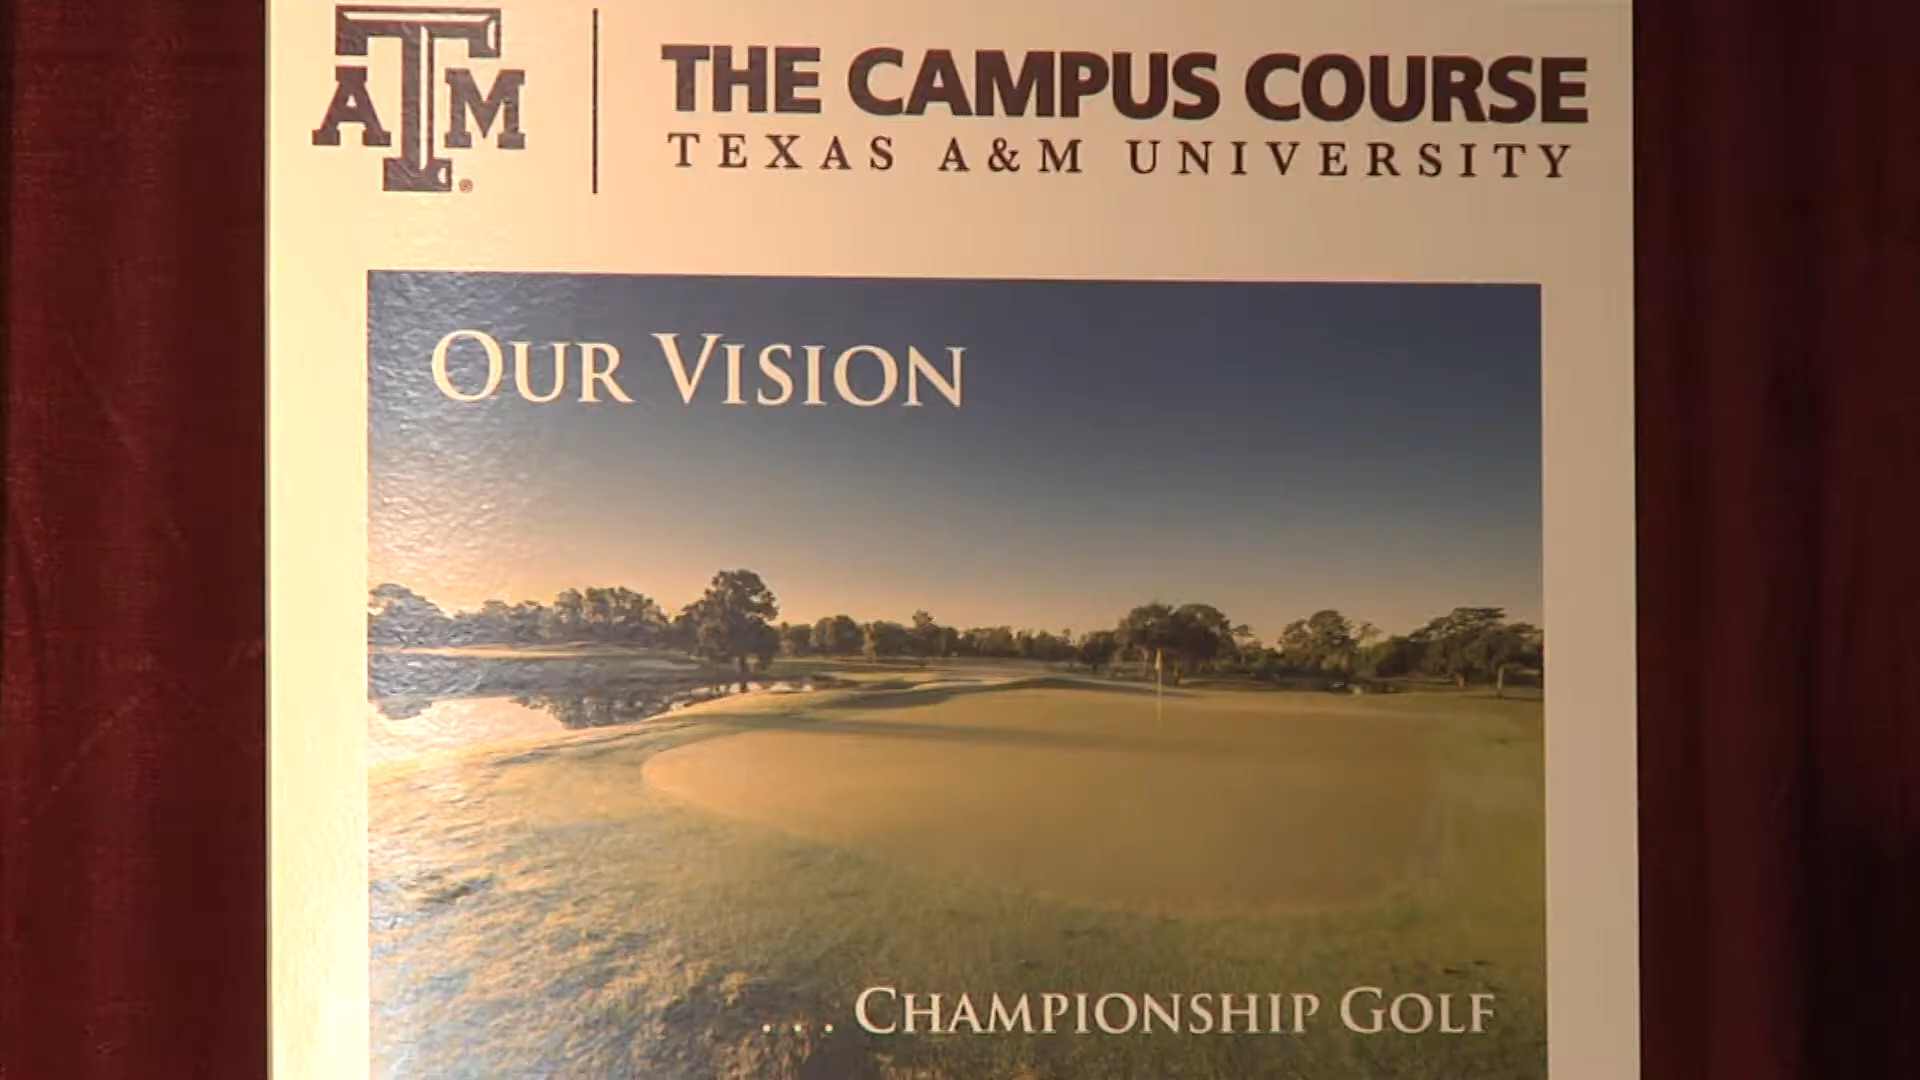 ATM®
THE CAMPUS COURSE
TEXAS A&M UNIVERSITY
OUR VISION
... CHAMPIONSHIP GOLF